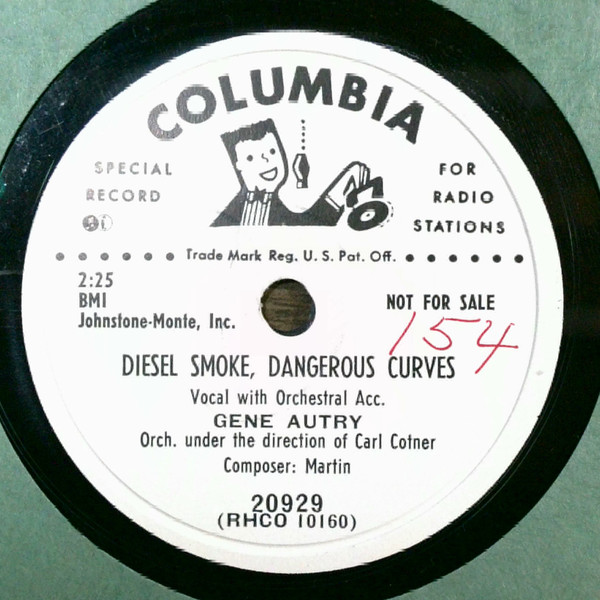 COLUMBIA
SPECIAL
RECORD
FOR
RADIO
STATIONS
Trade Mark Reg. U. S. Pat. Off.
2:25
BMI
Johnstone-Monte, Inc.
NOT FOR SALE
154
DIESEL SMOKE, DANGEROUS CURVES
Vocal with Orchestral Acc.
GENE AUTRY
Orch. under the direction of Carl Cotner
Composer: Martin
20929
(RHCO 10160)